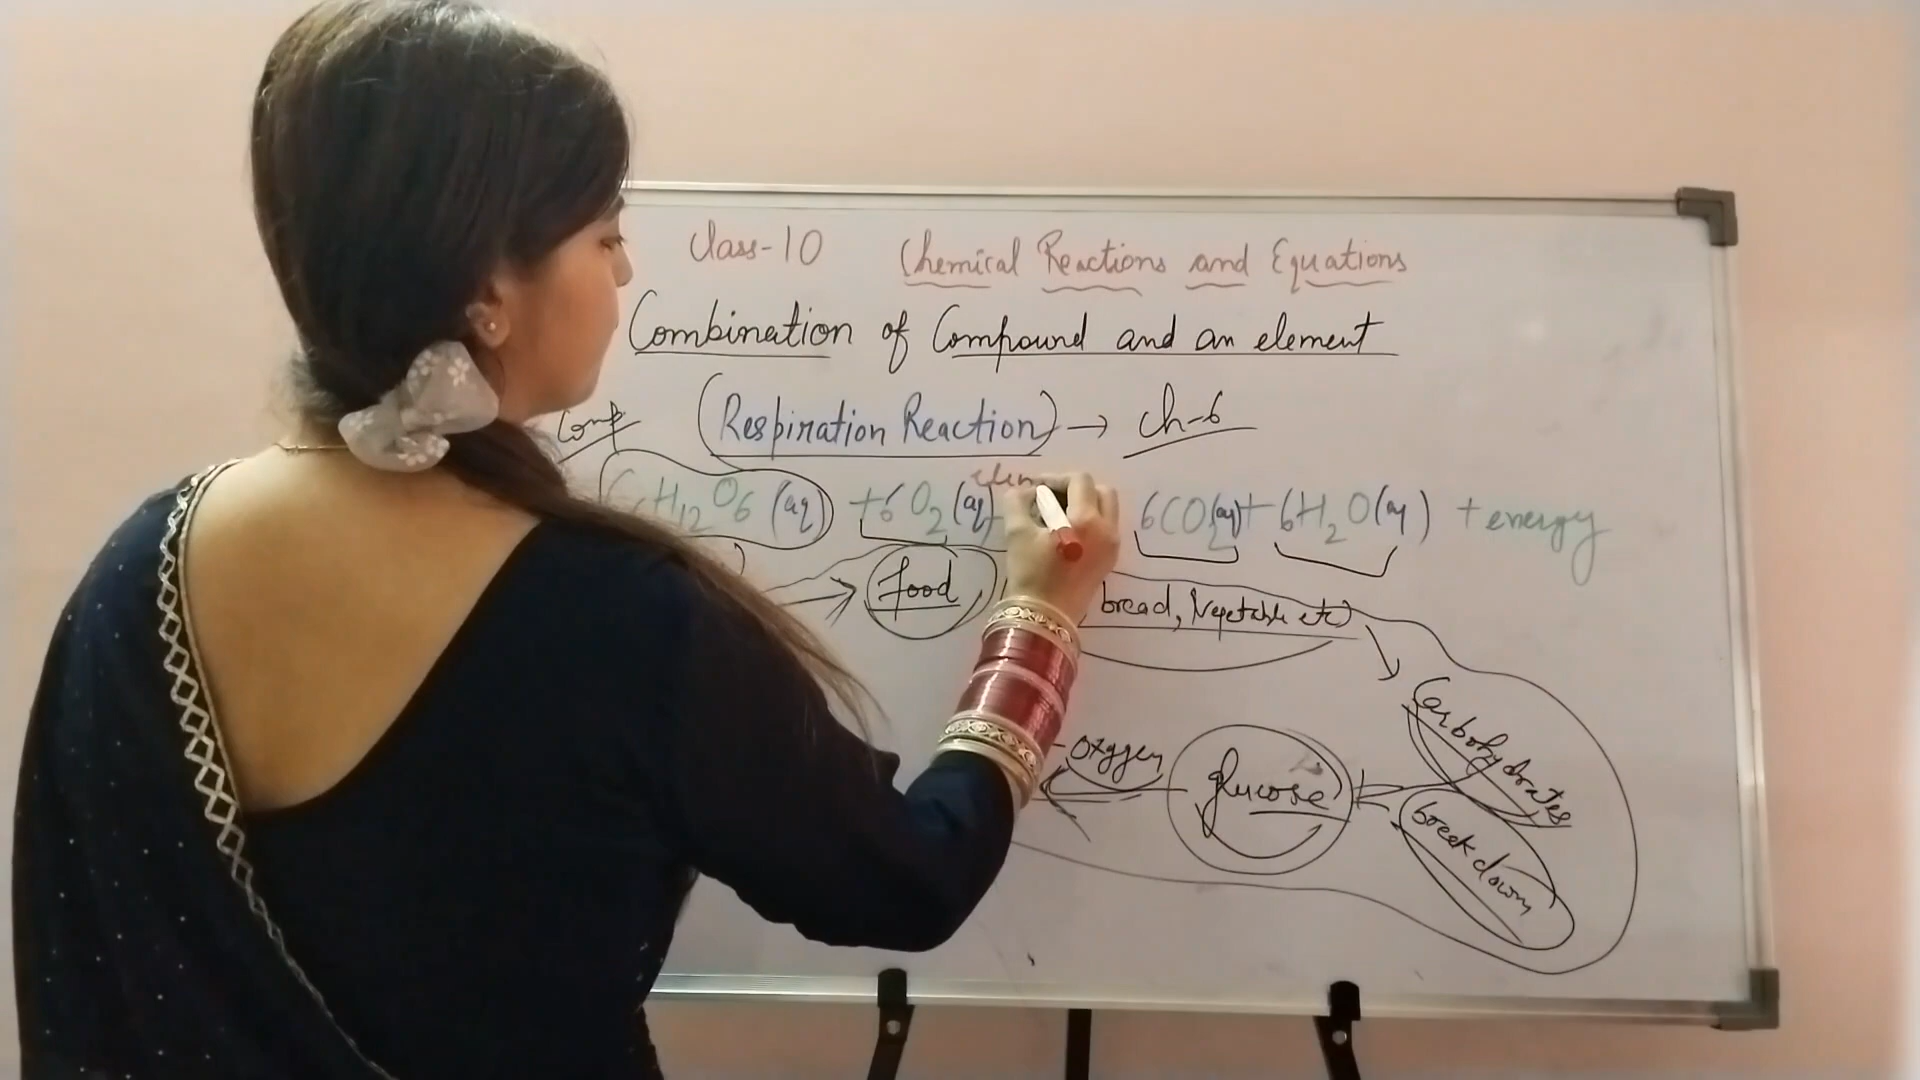 Class-10 Chemical Reactions and Equations
Combination of Compound and an element
Comp (Respiration Reaction) → ch-6
elem
C6H12O6 (aq) + 6O2 (aq) 6CO2(aq) + 6H2O(aq) + energy
food bread, Vegetable etc)
Carbohydrates
oxygen glucose
breakdown